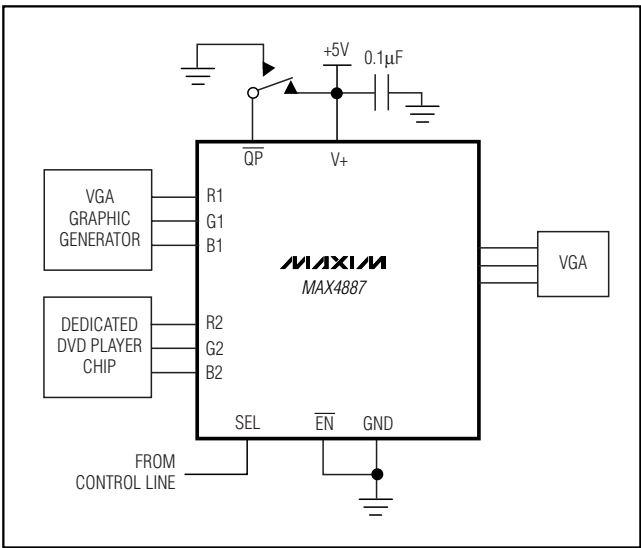 +5V
0.1μF
QP
V+
VGA
GRAPHIC
GENERATOR
R1
G1
B1
MAXIM
MAX4887
VGA
DEDICATED
DVD PLAYER
CHIP
R2
G2
B2
SEL
EN
GND
FROM
CONTROL LINE